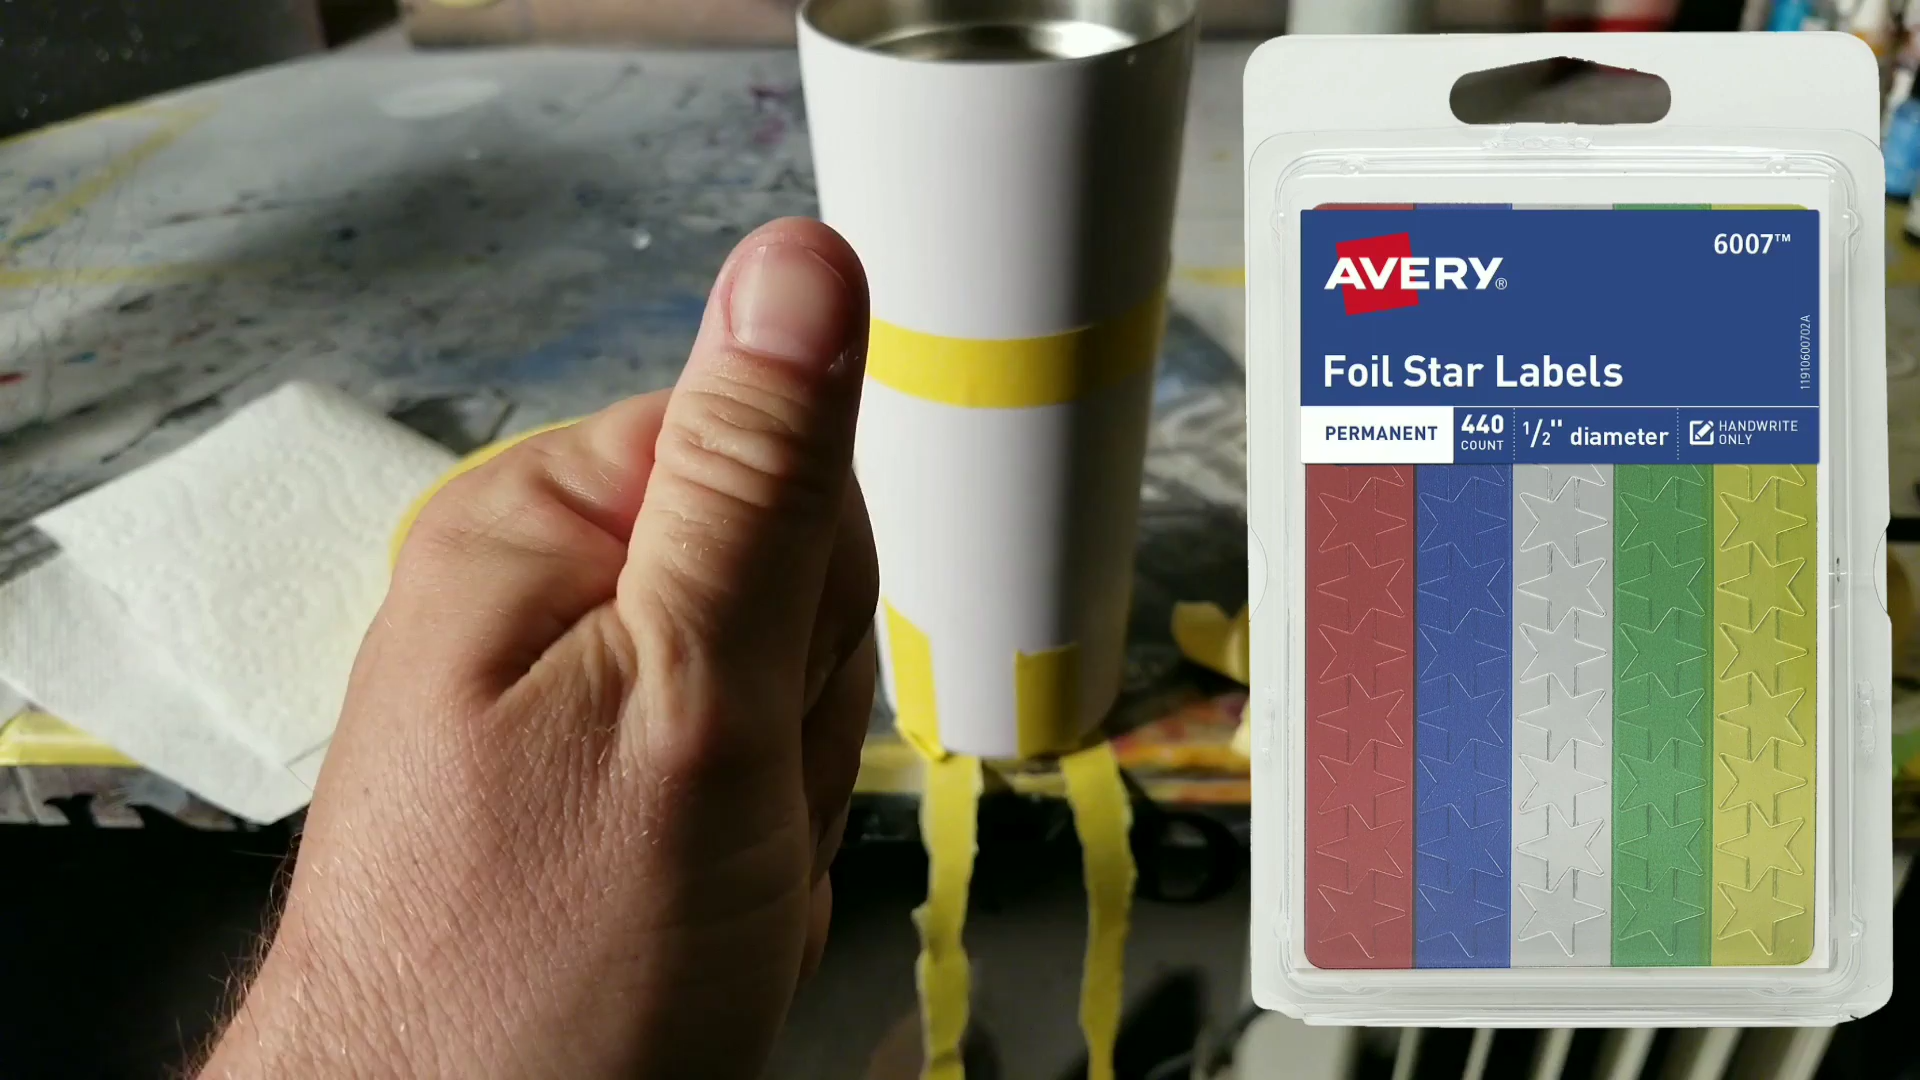 6007™
AVERY®
11910600702A
Foil Star Labels
PERMANENT
440 COUNT
1/2" diameter
HANDWRITE ONLY